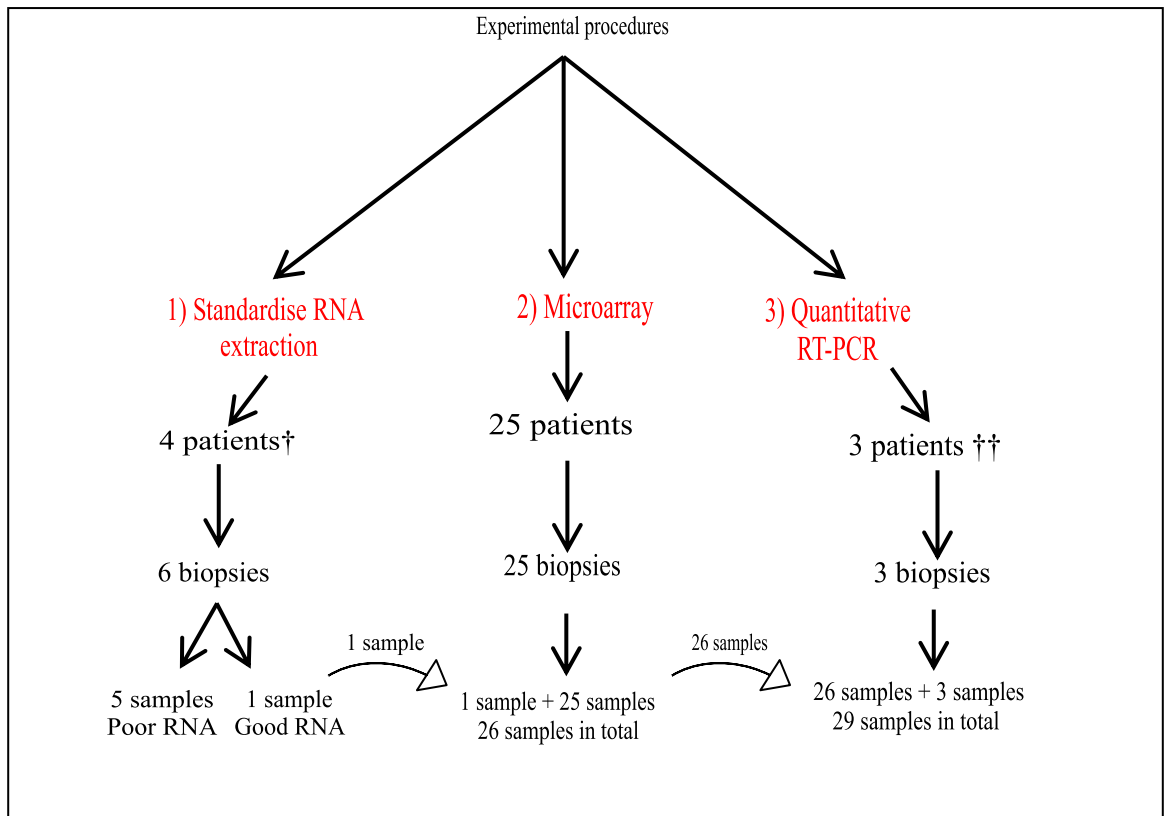 Experimental procedures
1) Standardise RNA
extraction
4 patients†
6 biopsies
5 samples
Poor RNA
1 sample
Good RNA
1 sample
2) Microarray
25 patients
25 biopsies
1 sample + 25 samples
26 samples in total
26 samples
3) Quantitative
RT-PCR
3 patients ††
3 biopsies
26 samples + 3 samples
29 samples in total